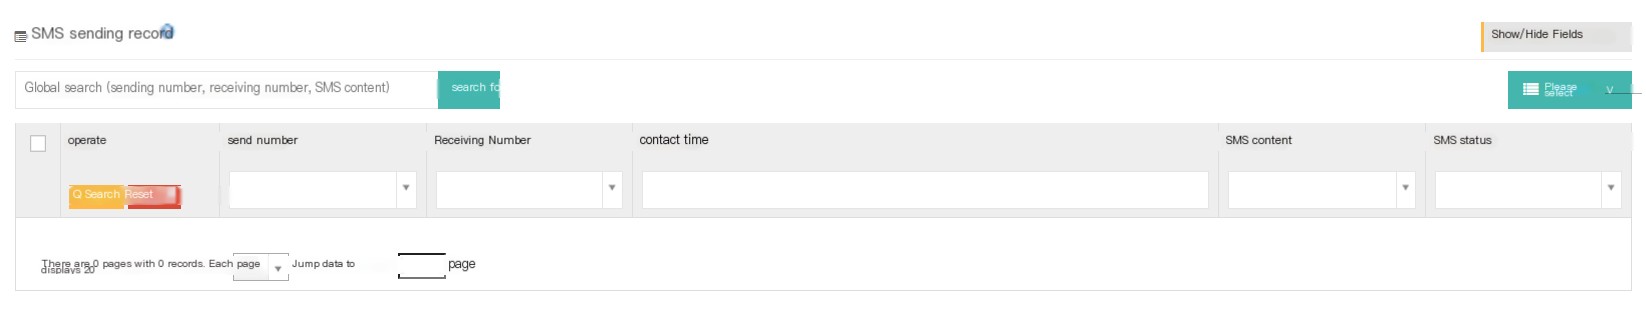 SMS sending record
Show/Hide Fields
Global search (sending number, receiving number, SMS content)
search fo
Please
select
operate
send number
Receiving Number
contact time
SMS content
SMS status
Q Search Reset
There are 0 pages with 0 records. Each page
displays 20
Jump data to
page